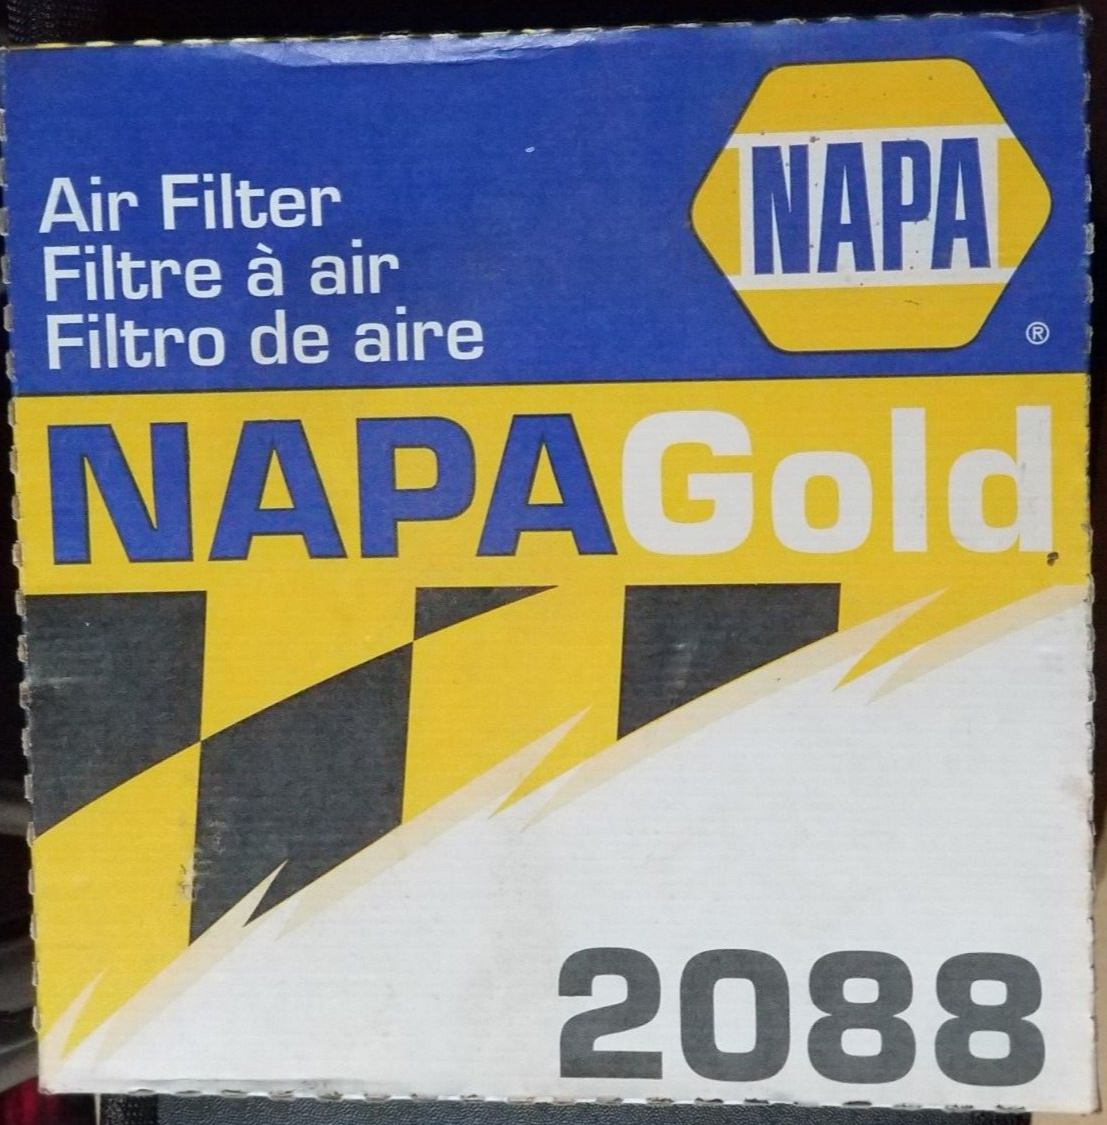 Air Filter
Filtre à air
Filtro de aire
NAPA
®
NAPAGold
2088